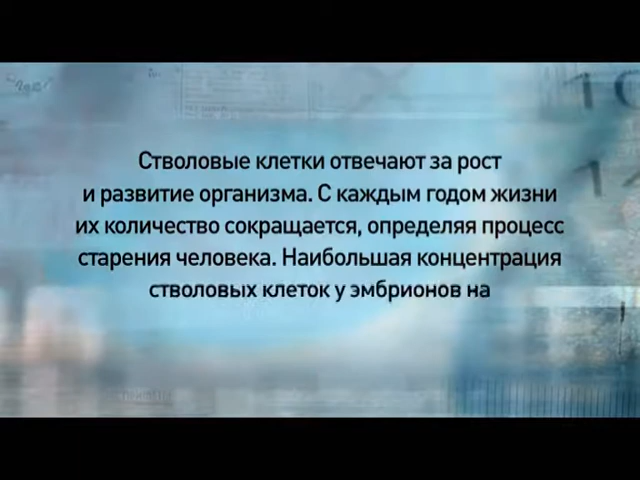 Стволовые клетки отвечают за рост
и развитие организма. С каждым годом жизни
их количество сокращается, определяя процесс
старения человека. Наибольшая концентрация
стволовых клеток у эмбрионов на